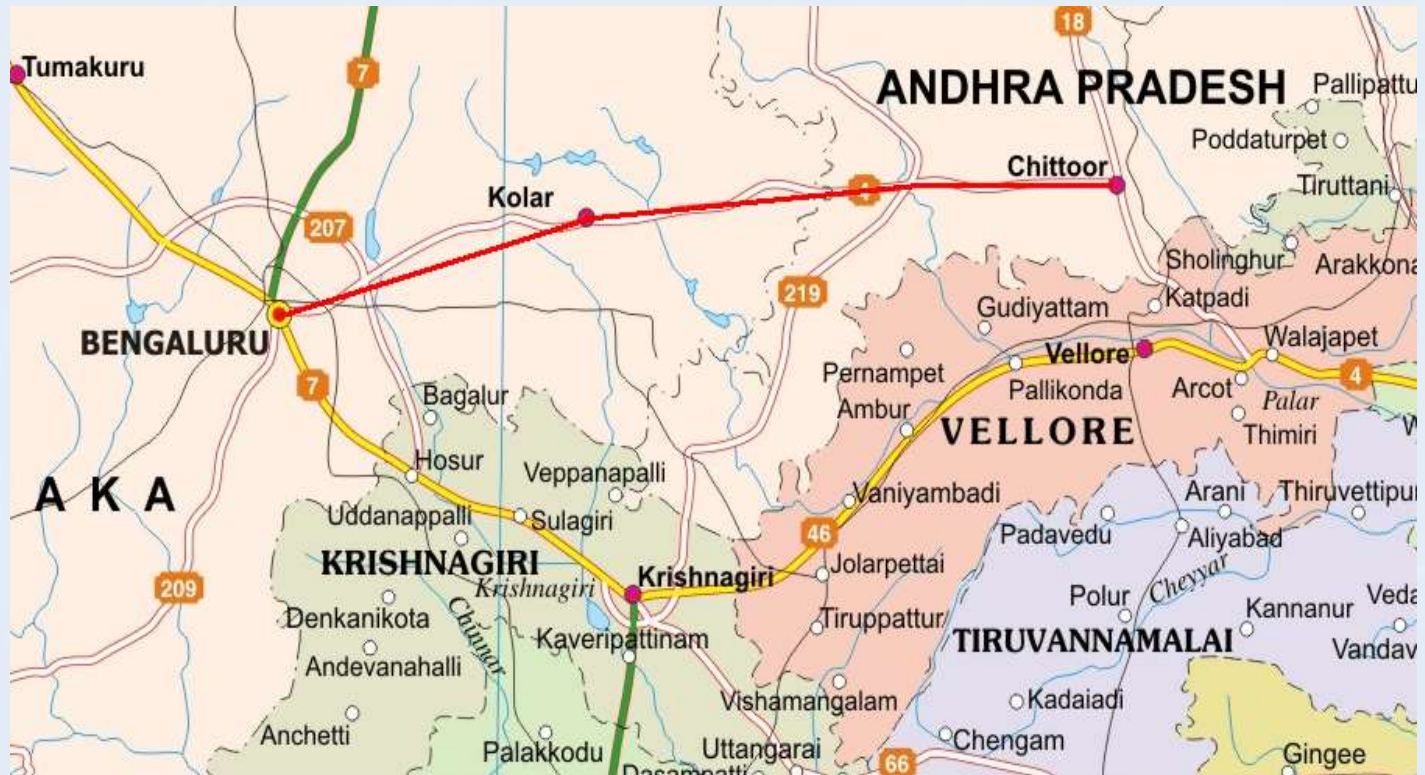 18
Tumakuru
7
ANDHRA PRADESH
Pallipattu
Poddaturpet
Chittoor
Tiruttani
4
Kolar
207
Sholinghur
Arakkona
219
Katpadi
Gudiyattam
BENGALURU
Walajapet
Vellore
7
Pernampet
Pallikonda
4
Arcot
Palar
Bagalur
Ambur
VELLORE
Thimiri
Hosur
Veppanapalli
A K A
Vaniyambadi
Arani
Thiruvettipur
Uddanappalli
Sulagiri
46
Padavedu
Aliyabad
KRISHNAGIRI
Jolarpettai
Krishnagiri
Krishnagiri
209
Cheyyar
Polur
Veda
Denkanikota
Chinnar
Tiruppattur
Kannanur
Kaveripattinam
TIRUVANNAMALAI
Vandav
Andevanahalli
Vishamangalam
Kadaiadi
Anchetti
Palakkodu
Uttangarai
Chengam
Gingee
66
Dasampatti